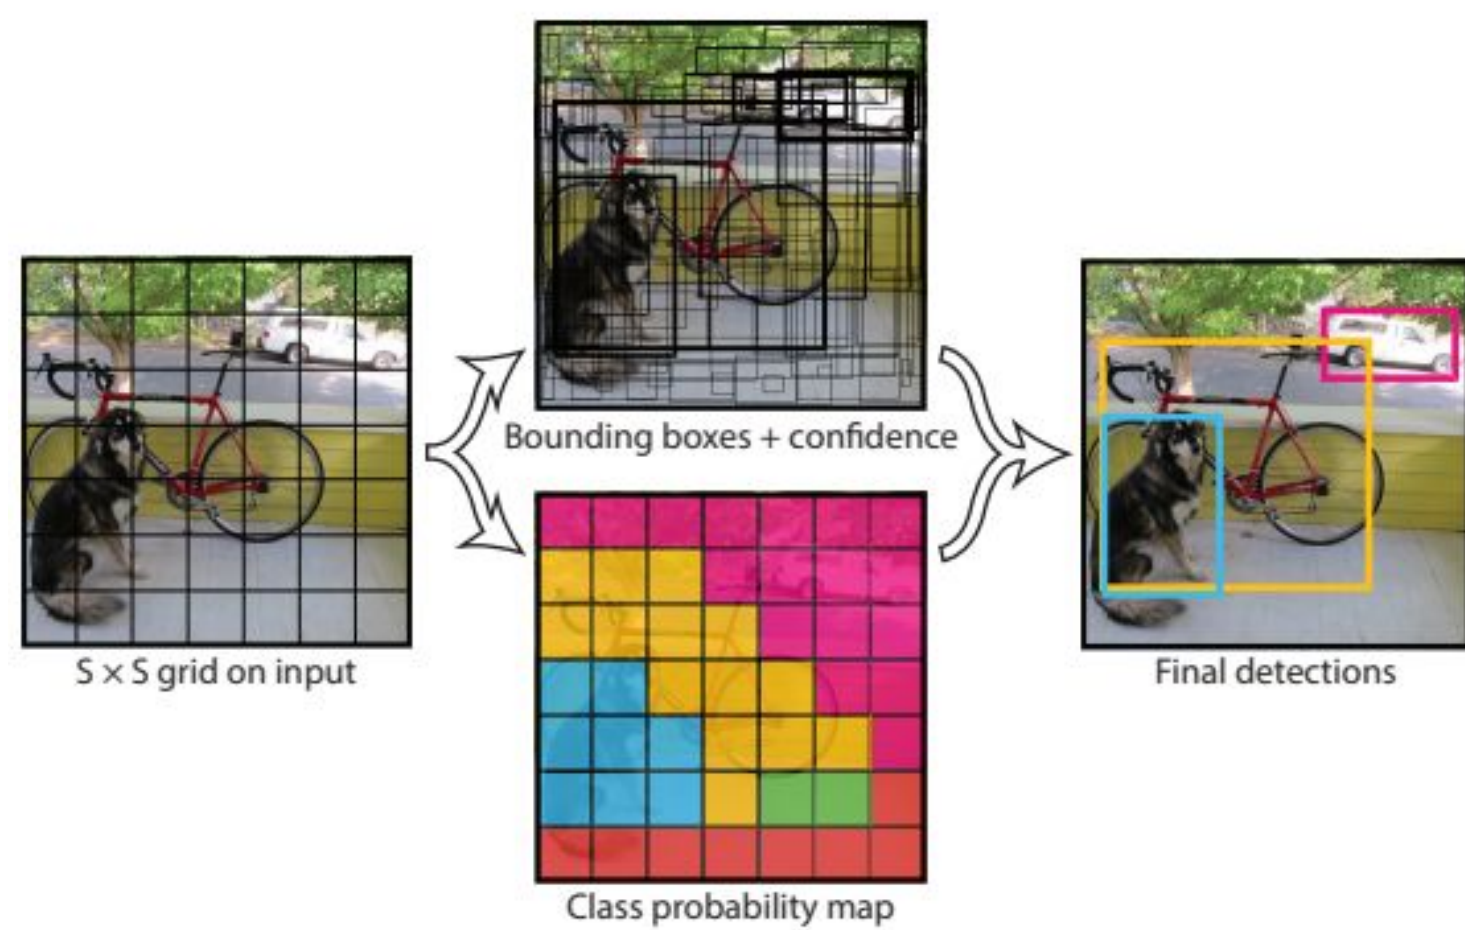 S × S grid on input
Bounding boxes + confidence
Class probability map
Final detections